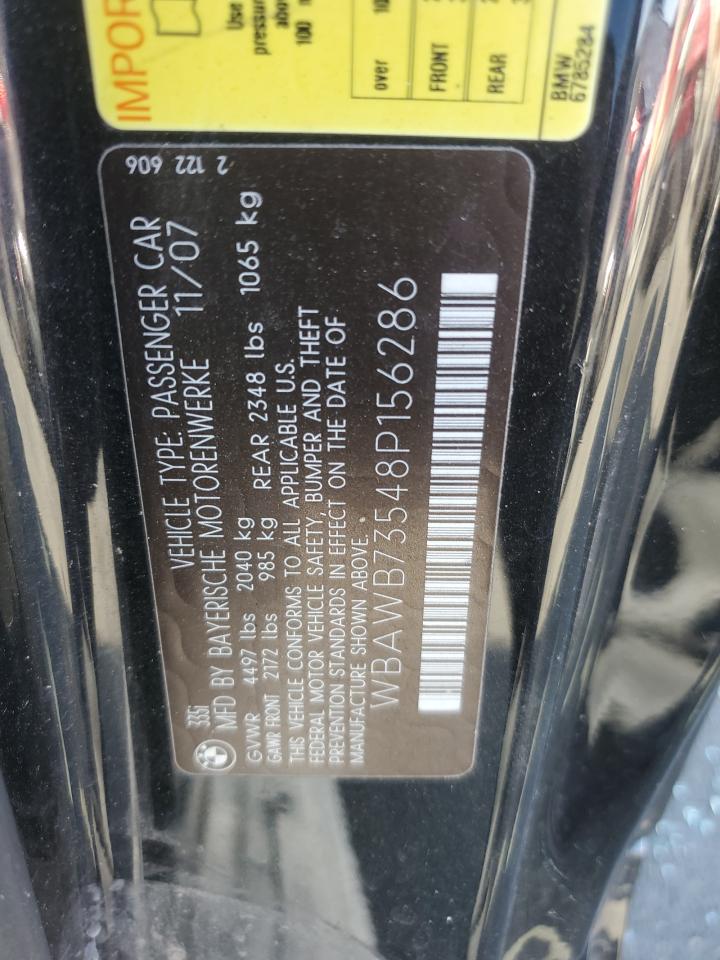 IMPOR
Use
pressur
abov
100 m
over 10
FRONT
REAR
BMW
6785284
2 122 606
335i
VEHICLE TYPE: PASSENGER CAR
MFD BY BAYERISCHE MOTORENWERKE 11/07
GVWR 4497 lbs 2040 kg
GAWR FRONT 2172 lbs 985 kg REAR 2348 lbs 1065 kg
THIS VEHICLE CONFORMS TO ALL APPLICABLE U.S.
FEDERAL MOTOR VEHICLE SAFETY, BUMPER AND THEFT
PREVENTION STANDARDS IN EFFECT ON THE DATE OF
MANUFACTURE SHOWN ABOVE.
WBAWB73548P156286